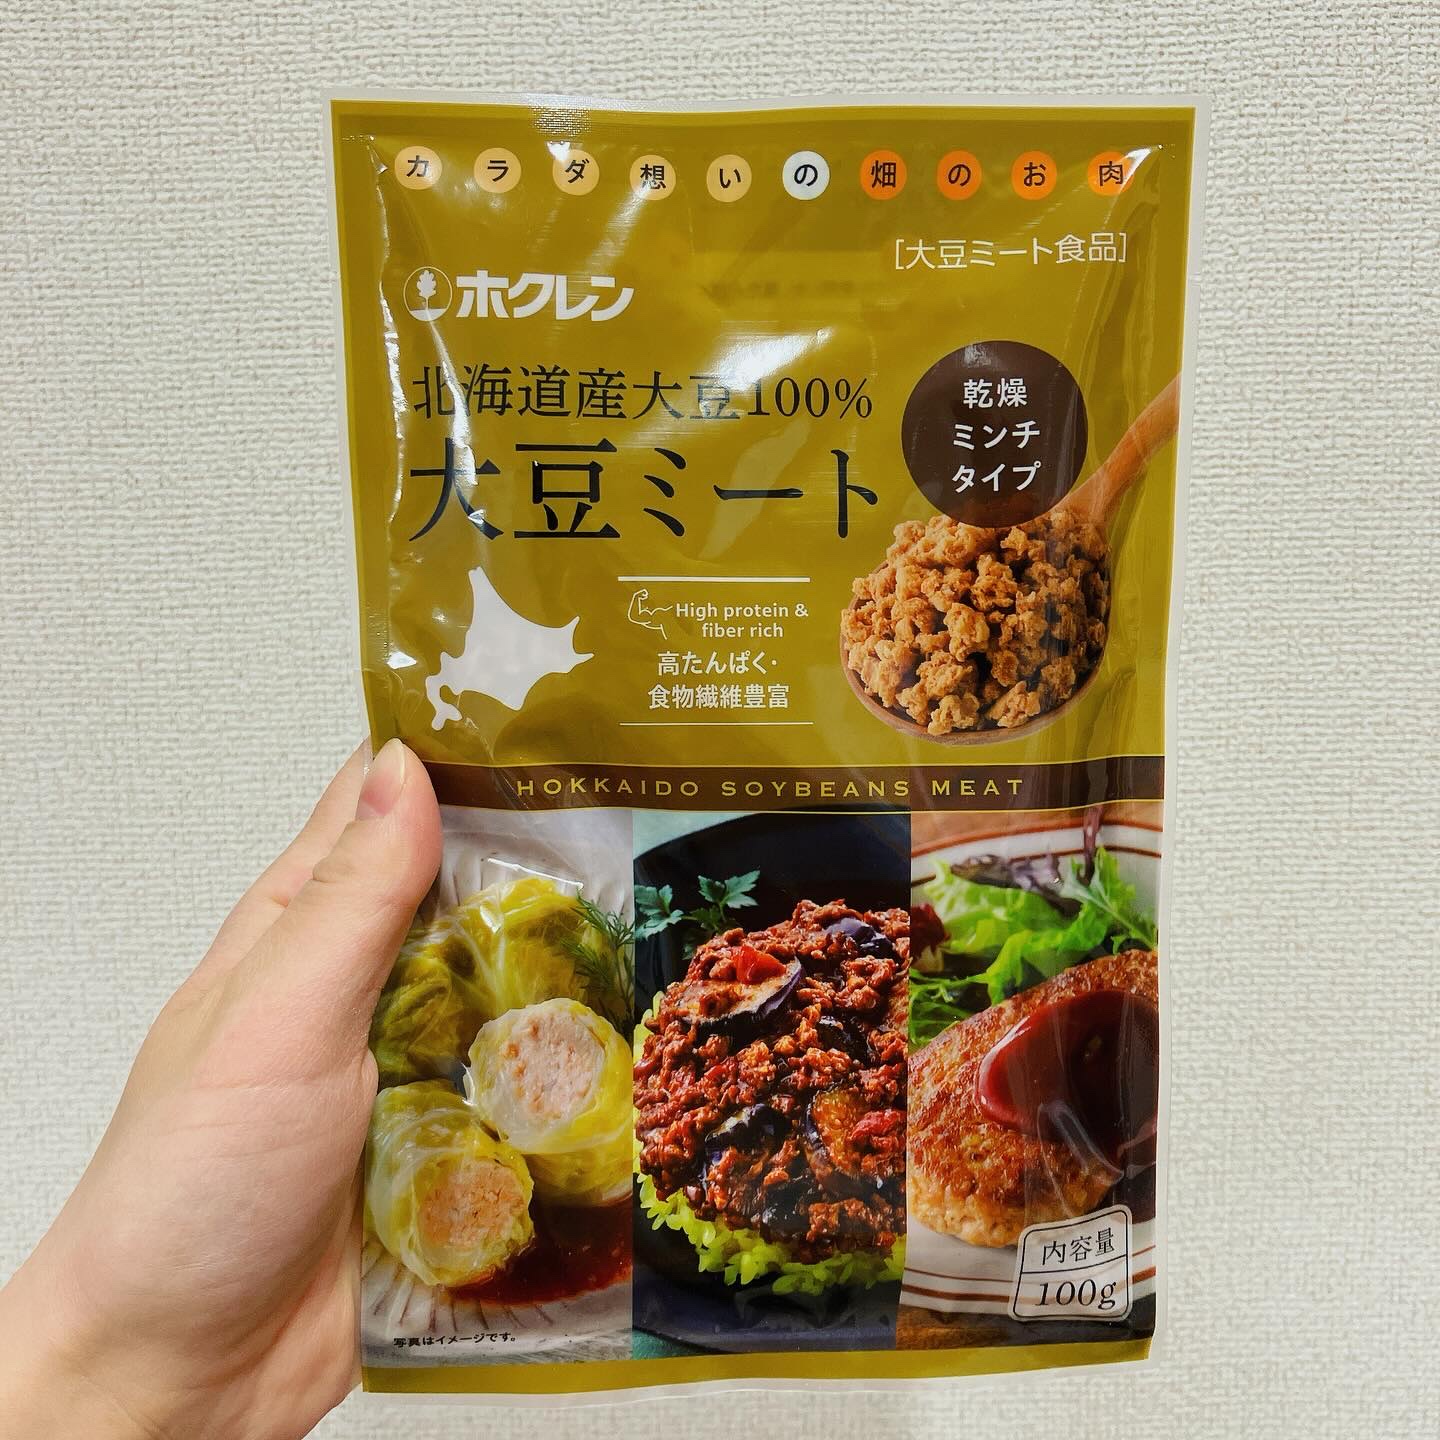 カラダ想いの畑のお肉
[大豆ミート食品]
ホクレン
北海道産大豆100%
大豆ミート
乾燥
ミンチ
タイプ
High protein &
fiber rich
高たんぱく・
食物繊維豊富
HOKKAIDO SOYBEANS MEAT
内容量
100g
写真はイメージです。